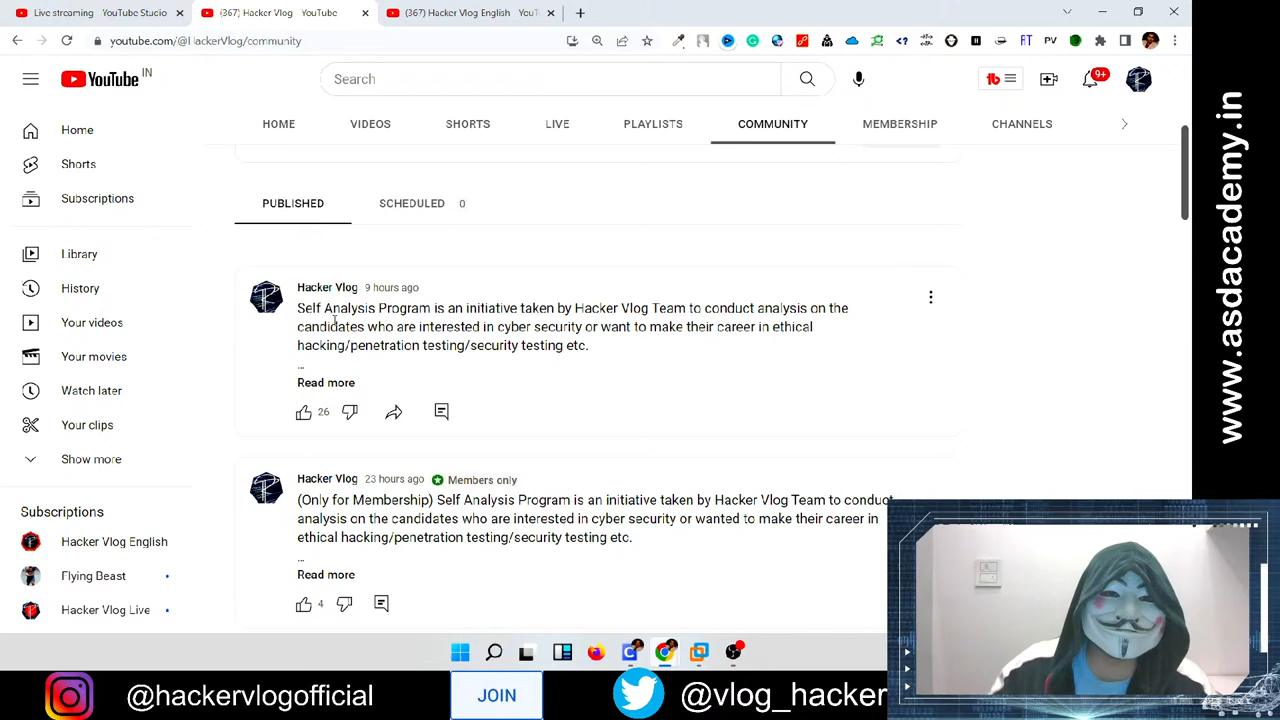 Live streaming - YouTube Studio
(367) Hacker Vlog - YouTube
(367) Hacker Vlog English - YouT
youtube.com/@HackerVlog/community
YouTube IN
Search
9+
HOME
VIDEOS
SHORTS
LIVE
PLAYLISTS
COMMUNITY
MEMBERSHIP
CHANNELS
Home
Shorts
Subscriptions
Library
History
Your videos
Your movies
Watch later
Your clips
Show more
Subscriptions
Hacker Vlog English
Flying Beast
Hacker Vlog Live
PUBLISHED
SCHEDULED 0
Hacker Vlog 9 hours ago
Self Analysis Program is an initiative taken by Hacker Vlog Team to conduct analysis on the
candidates who are interested in cyber security or want to make their career in ethical
hacking/penetration testing/security testing etc.
...
Read more
26
Hacker Vlog 23 hours ago Members only
(Only for Membership) Self Analysis Program is an initiative taken by Hacker Vlog Team to conduct
analysis on the candidates who are interested in cyber security or wanted to make their career in
ethical hacking/penetration testing/security testing etc.
...
Read more
4
www.asdacademy.in
@hackervlogofficial
JOIN
@vlog_hacker